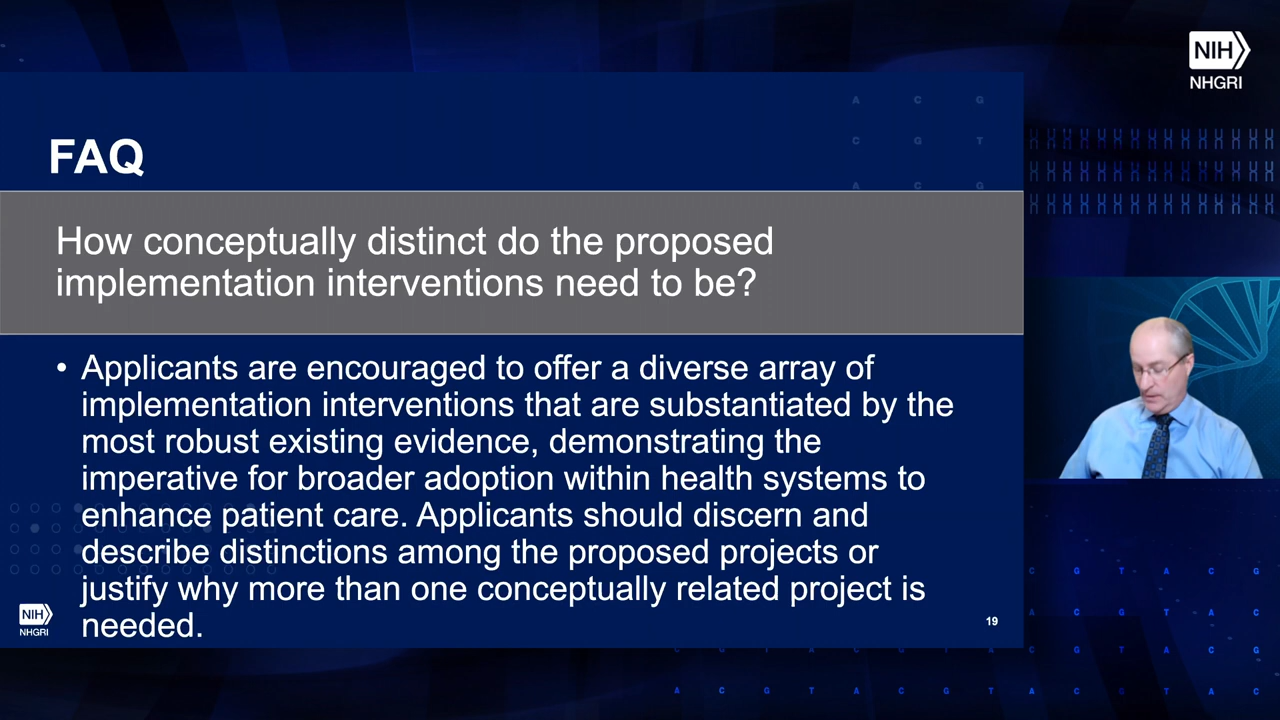 NIH
NHGRI
A C G
C G T
A C G
FAQ
How conceptually distinct do the proposed
implementation interventions need to be?
• Applicants are encouraged to offer a diverse array of
implementation interventions that are substantiated by the
most robust existing evidence, demonstrating the
imperative for broader adoption within health systems to
enhance patient care. Applicants should discern and
describe distinctions among the proposed projects or
justify why more than one conceptually related project is
needed.
NIH
NHGRI
19
C G T A C G
A C G T A C
C G T A C G T A C G T A C G
A C G T A C G T A C G T A C